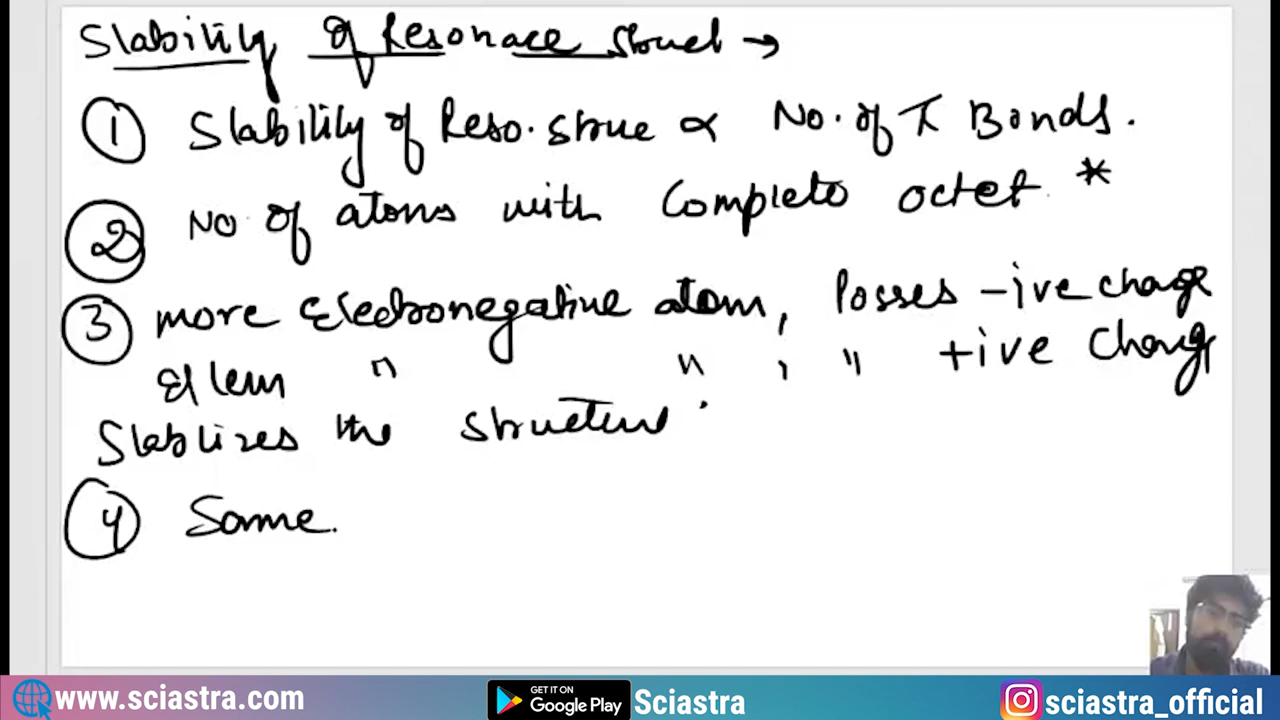 Stability of Resonace struct →
① Stability of Reso. strue ∝ No. of π Bonds.
② No. of atoms with Complete octet *
③ more Electronegative atom, posses -ive charge
& less " " , " +ive charge
Stablizes the structure.
④ Same.
www.sciastra.com
GET IT ON
Google Play
Sciastra
sciastra_official